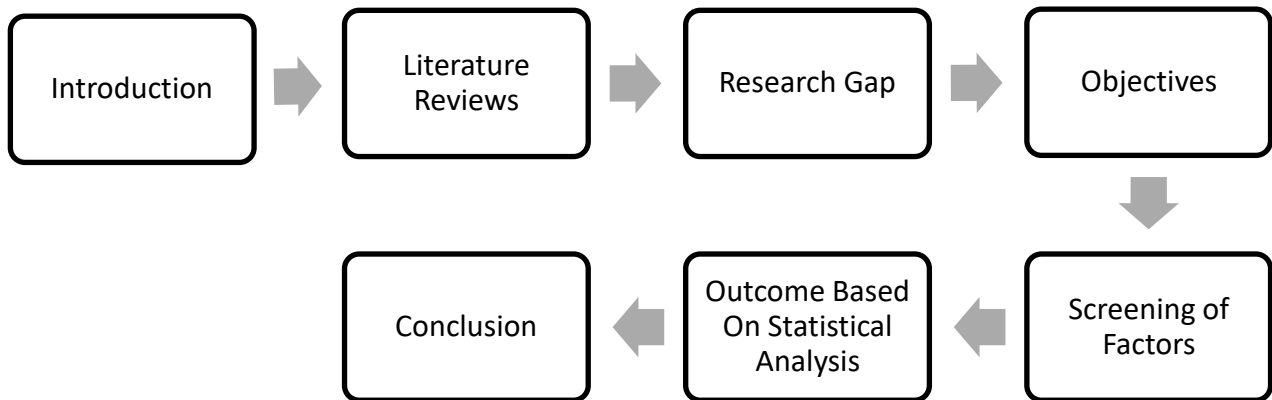 Introduction
Literature
Reviews
Research Gap
Objectives
Screening of
Factors
Outcome Based
On Statistical
Analysis
Conclusion